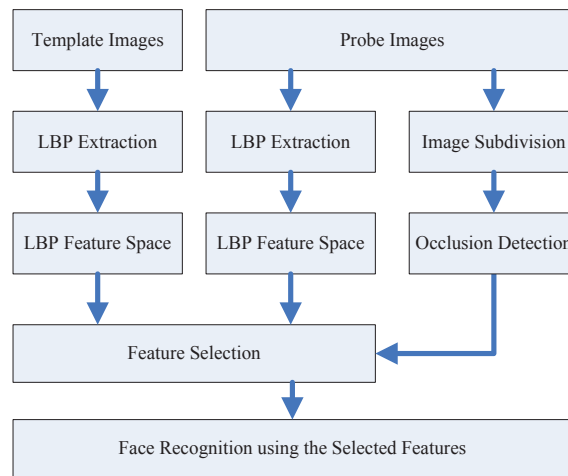 Template Images
Probe Images
LBP Extraction
LBP Extraction
Image Subdivision
LBP Feature Space
LBP Feature Space
Occlusion Detection
Feature Selection
Face Recognition using the Selected Features